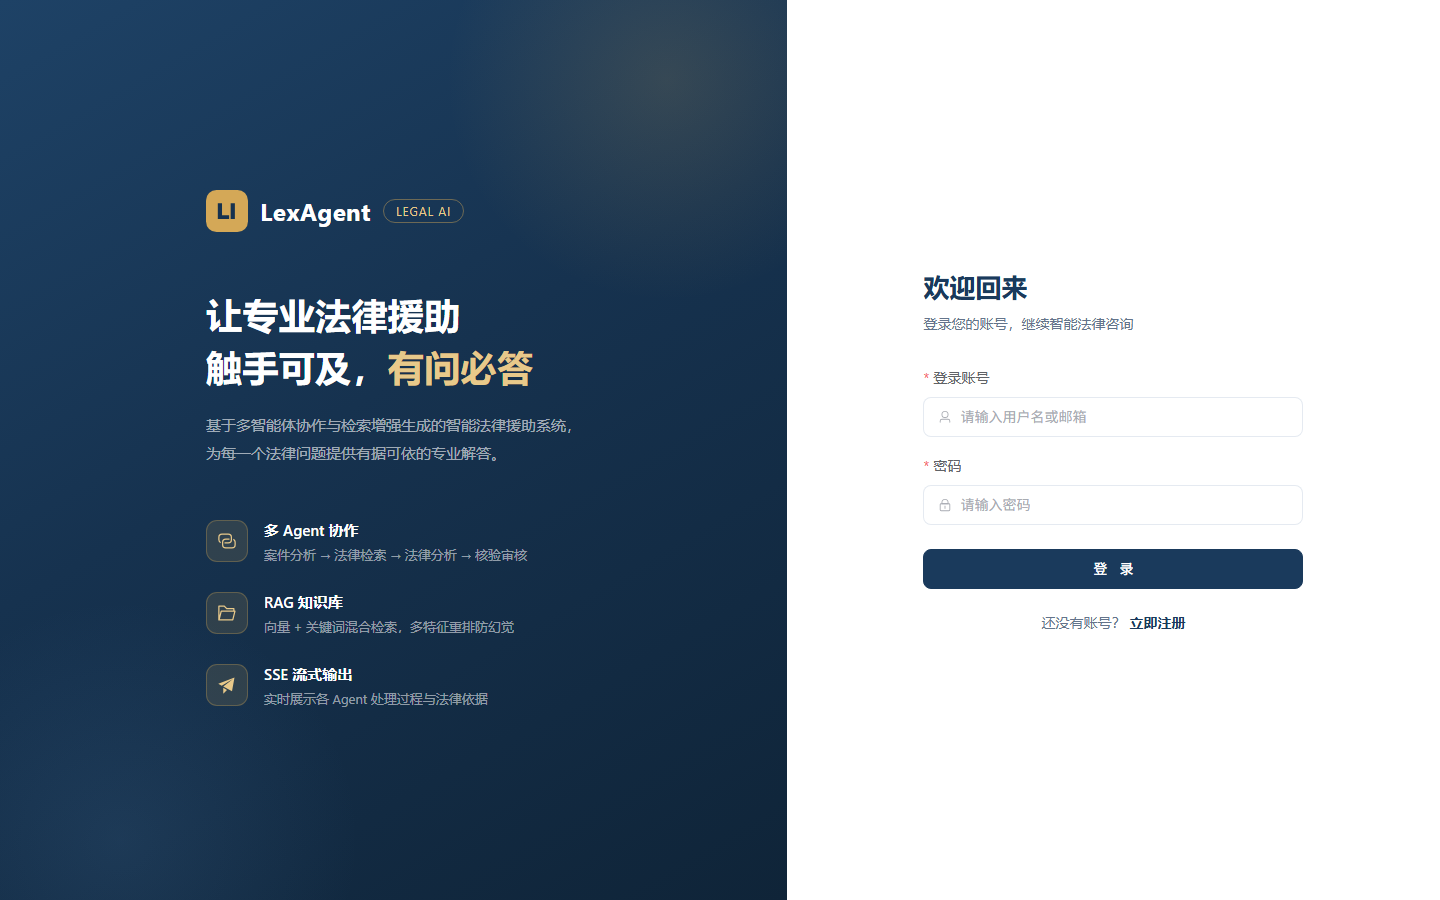 LI LexAgent LEGAL AI
让专业法律援助
触手可及，有问必答
基于多智能体协作与检索增强生成的智能法律援助系统，
为每一个法律问题提供有据可依的专业解答。
多 Agent 协作
案件分析 → 法律检索 → 法律分析 → 核验审核
RAG 知识库
向量 + 关键词混合检索，多特征重排防幻觉
SSE 流式输出
实时展示各 Agent 处理过程与法律依据
欢迎回来
登录您的账号，继续智能法律咨询
* 登录账号
请输入用户名或邮箱
* 密码
请输入密码
登 录
还没有账号？ 立即注册